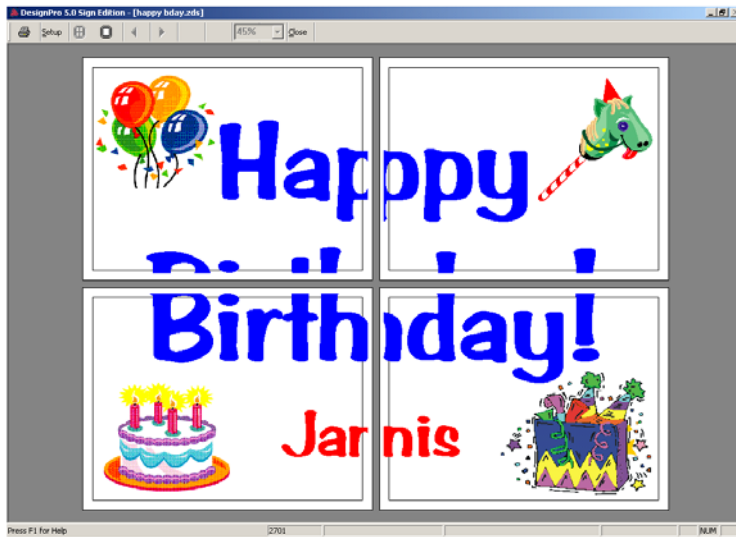 DesignPro 5.0 Sign Edition - [happy bday.zds]
Setup 45% Close
Happy
Birthday!
Janis
Press F1 for Help 2701 NUM